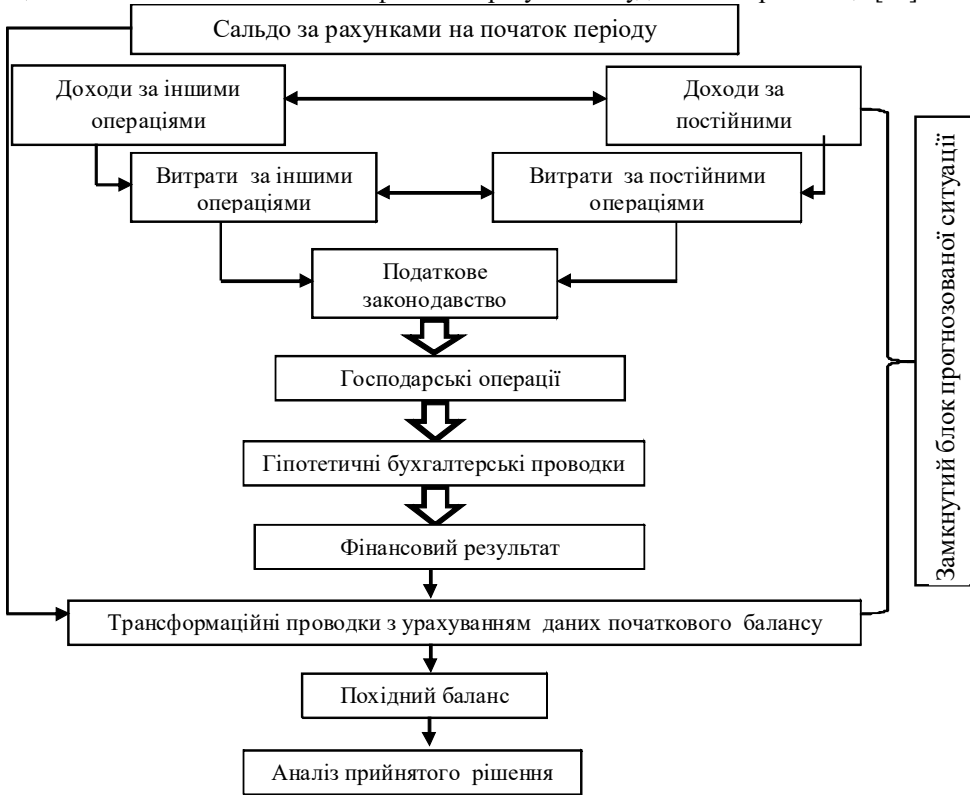 Сальдо за рахунками на початок періоду
Доходи за іншими
операціями
Доходи за
постійними
Витрати за іншими
операціями
Витрати за постійними
операціями
Податкове
законодавство
Господарські операції
Гіпотетичні бухгалтерські проводки
Фінансовий результат
Трансформаційні проводки з урахуванням даних початкового балансу
Похідний баланс
Аналіз прийнятого рішення
Замкнутий блок прогнозованої ситуації